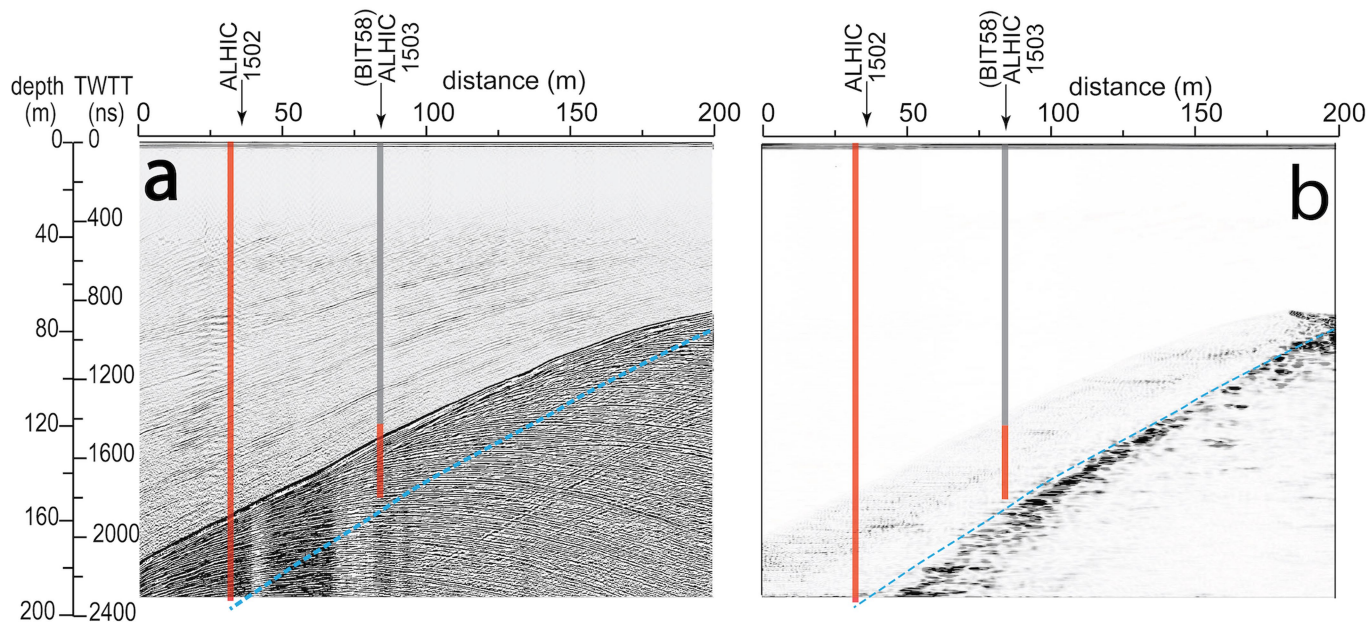 ALHIC
1502
(BIT58)
ALHIC
1503
ALHIC
1502
(BIT58)
ALHIC
1503
depth TWTT
(m) (ns)
distance (m)
distance (m)
0 50 100 150 200
0 50 100 150 200
0 0
a
b
400
40
800
80
1200
120
1600
160
2000
200 2400